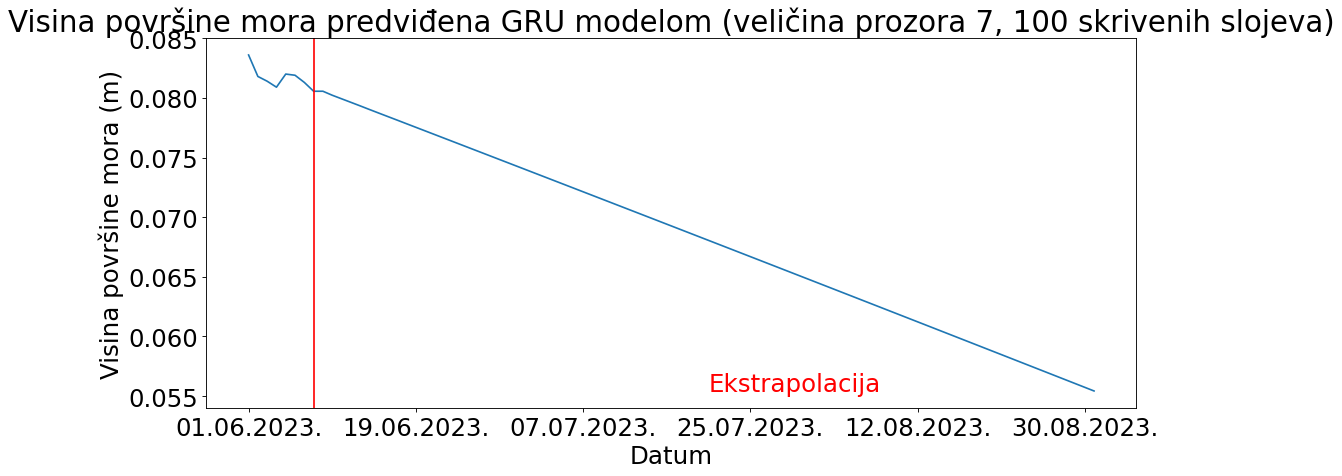 Visina površine mora predviđena GRU modelom (veličina prozora 7, 100 skrivenih slojeva)
Visina površine mora (m)
0.085
0.080
0.075
0.070
0.065
0.060
0.055
Ekstrapolacija
01.06.2023. 19.06.2023. 07.07.2023. 25.07.2023. 12.08.2023. 30.08.2023.
Datum